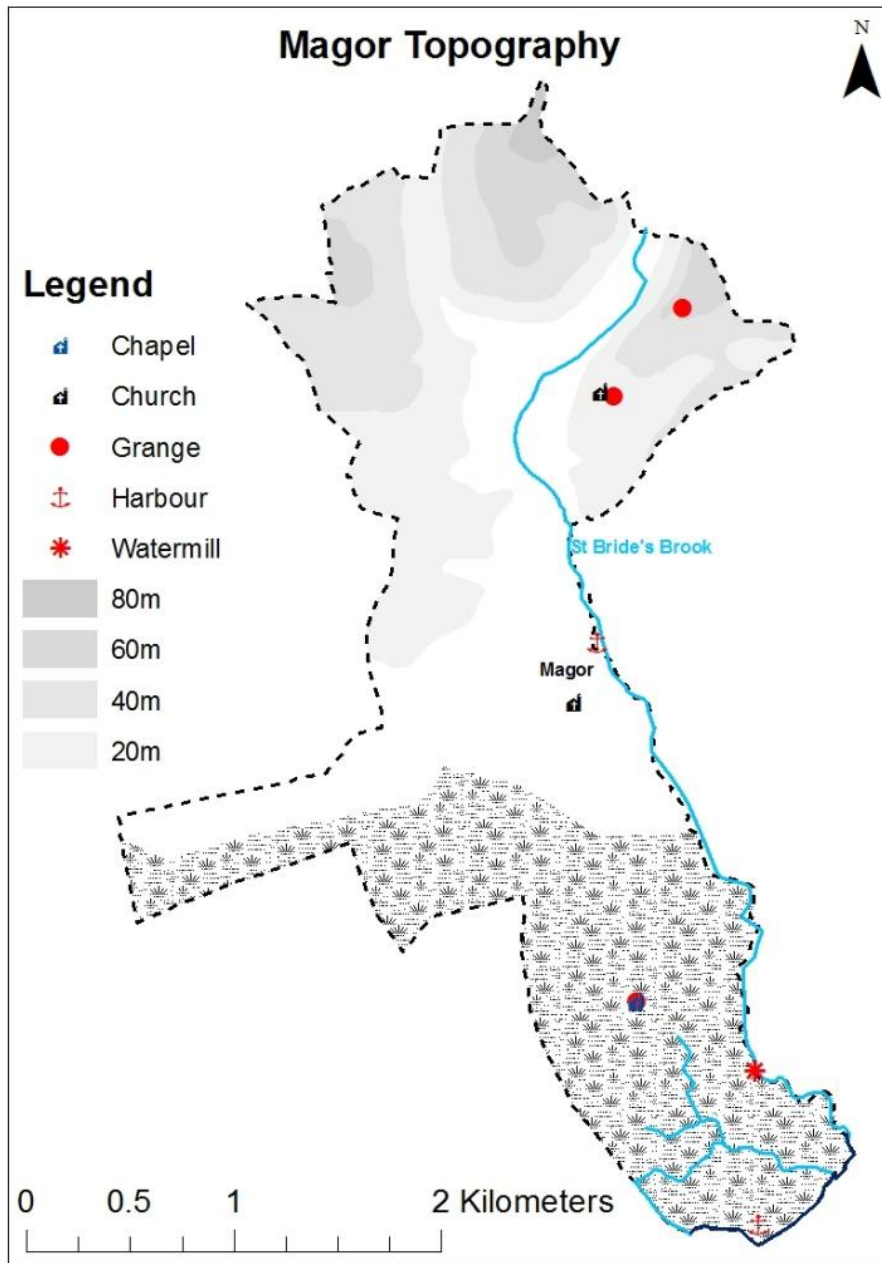 Magor Topography
N
Legend
Chapel
Church
Grange
Harbour
Watermill
80m
60m
40m
20m
St Bride's Brook
Magor
0 0.5 1 2 Kilometers